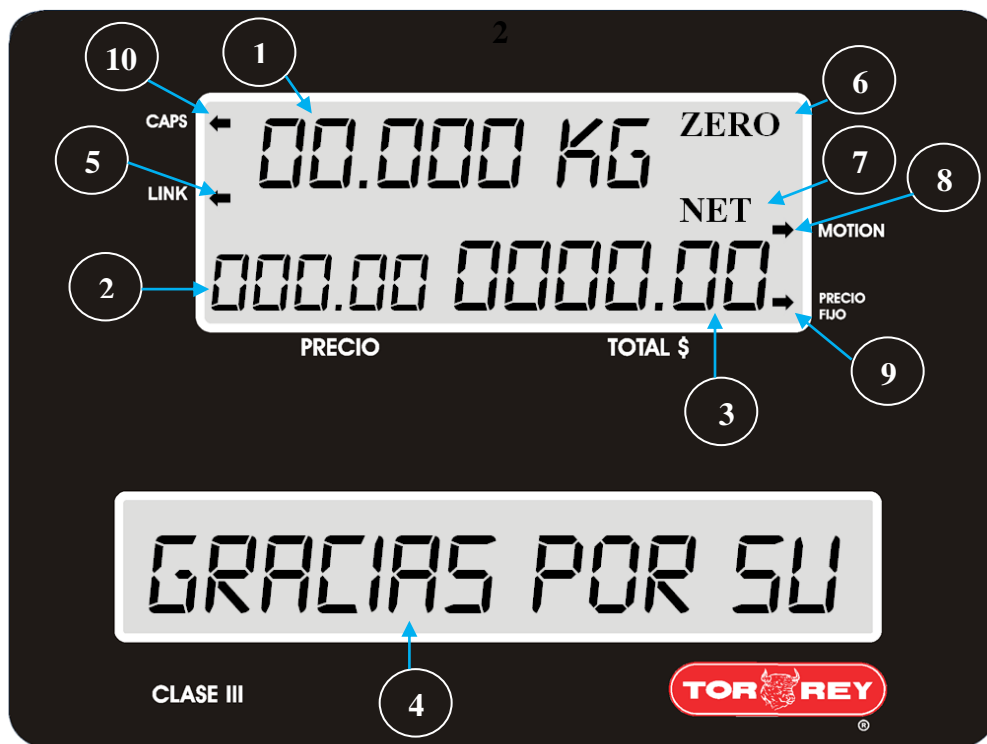 2
10
1
6
CAPS
00.000 KG
ZERO
5
7
8
LINK
NET
MOTION
2
000.00
0000.00
PRECIO
FIJO
PRECIO
TOTAL $
9
3
GRACIAS POR SU
4
CLASE III
TOR REY
®